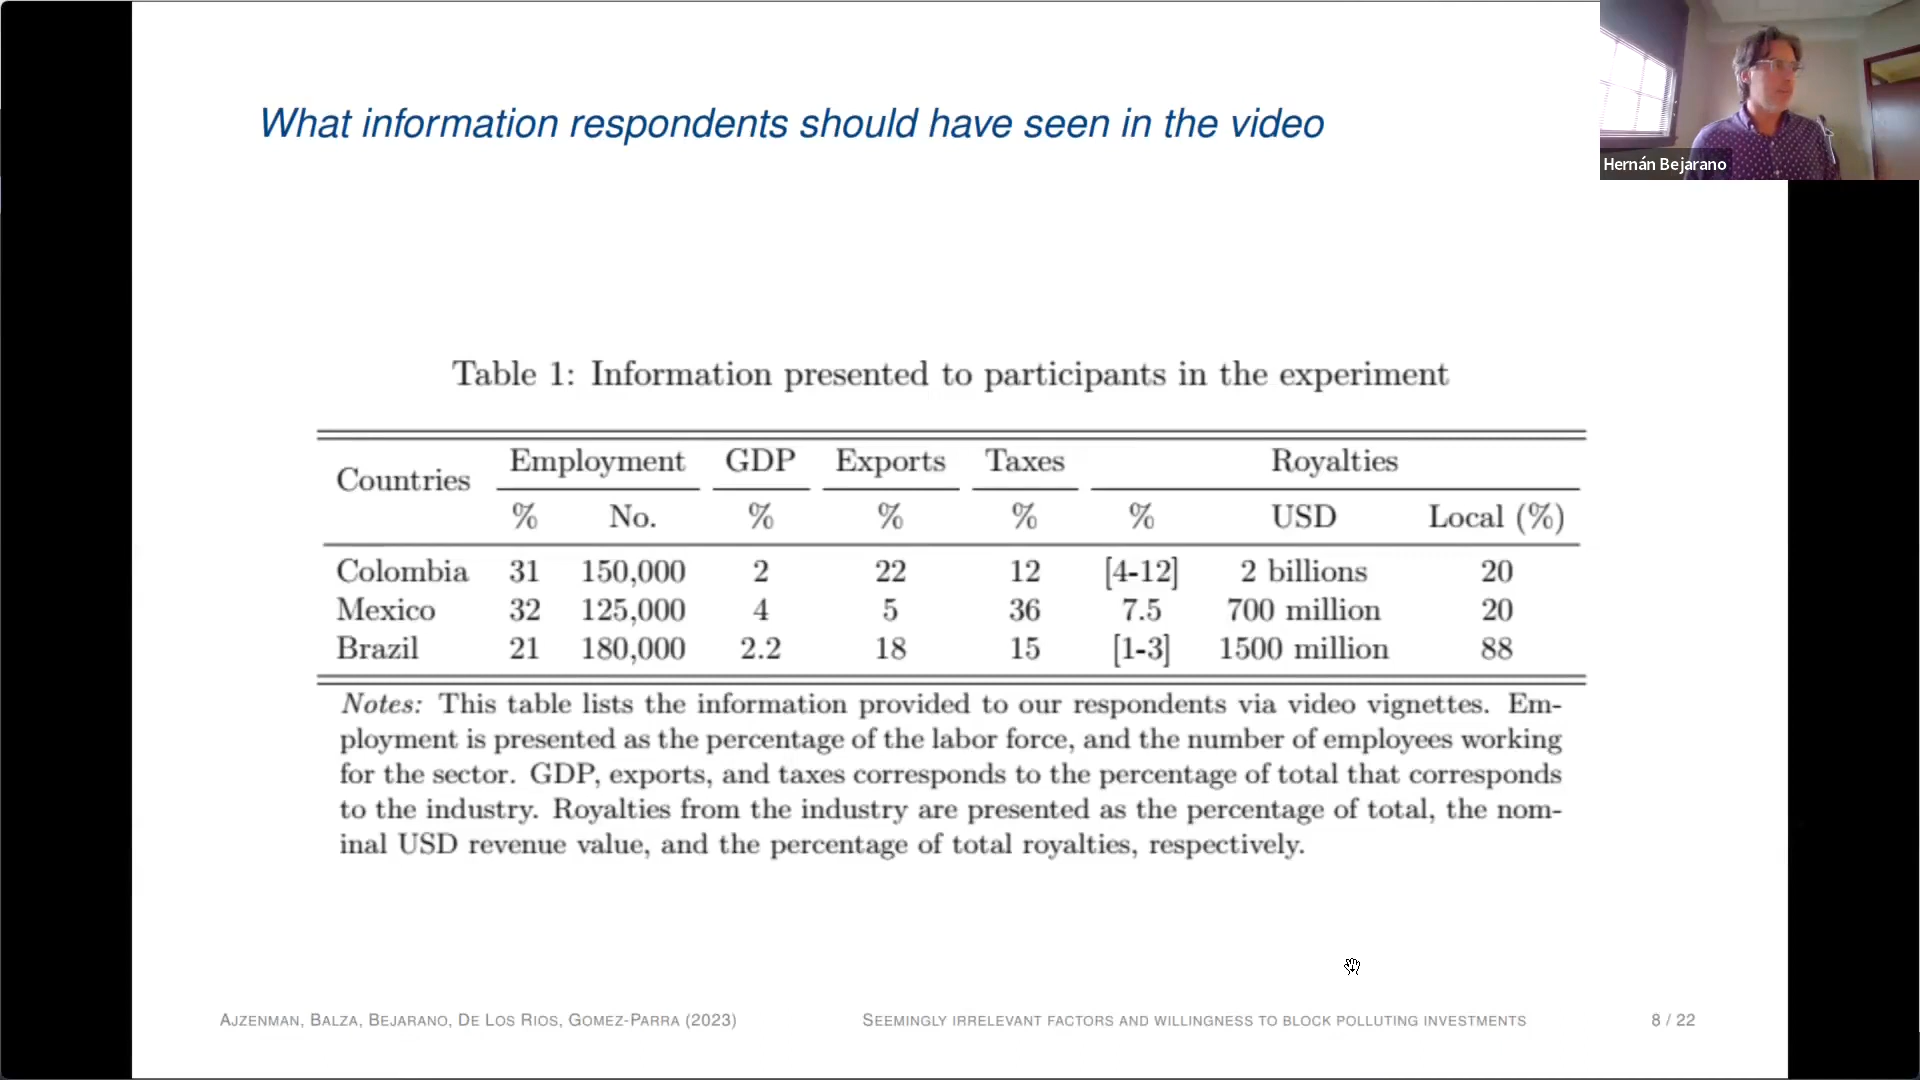 What information respondents should have seen in the video
Hernán Bejarano
Table 1: Information presented to participants in the experiment
Countries Employment GDP Exports Taxes Royalties
% No. % % % % USD Local (%)
Colombia 31 150,000 2 22 12 [4-12] 2 billions 20
Mexico 32 125,000 4 5 36 7.5 700 million 20
Brazil 21 180,000 2.2 18 15 [1-3] 1500 million 88
Notes: This table lists the information provided to our respondents via video vignettes. Em-
ployment is presented as the percentage of the labor force, and the number of employees working
for the sector. GDP, exports, and taxes corresponds to the percentage of total that corresponds
to the industry. Royalties from the industry are presented as the percentage of total, the nom-
inal USD revenue value, and the percentage of total royalties, respectively.
AJZENMAN, BALZA, BEJARANO, DE LOS RIOS, GOMEZ-PARRA (2023) SEEMINGLY IRRELEVANT FACTORS AND WILLINGNESS TO BLOCK POLLUTING INVESTMENTS 8 / 22